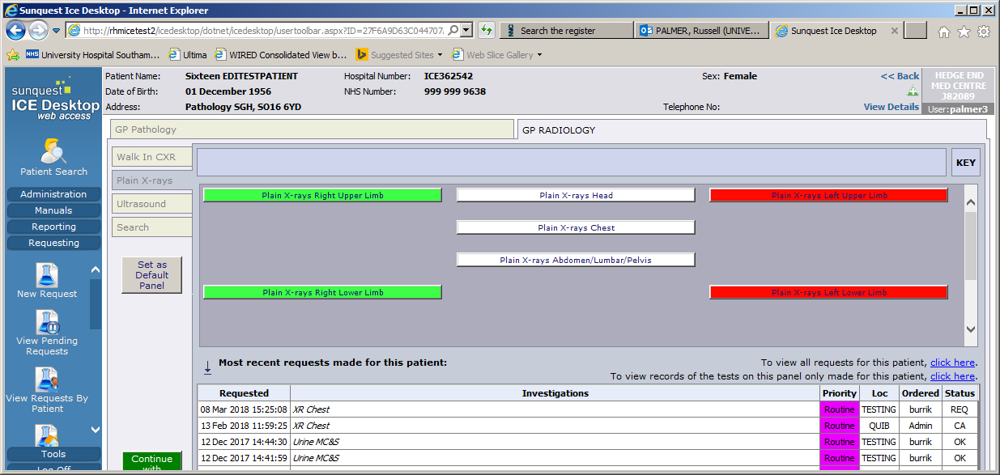 Sunquest Ice Desktop - Internet Explorer
http://rhmicetest2/icedesktop/dotnet/icedesktop/usertoolbar.aspx?ID=27F6A9D63C044707,
Search the register
PALMER, Russell (UNIVE...
Sunquest Ice Desktop
University Hospital Southam...
Ultima
WIRED Consolidated View b...
Suggested Sites
Web Slice Gallery
sunquest
ICE Desktop
web access
Patient Name: Sixteen EDITESTPATIENT Hospital Number: ICE362542 Sex: Female << Back
Date of Birth: 01 December 1956 NHS Number: 999 999 9638
Address: Pathology SGH, SO16 6YD Telephone No: View Details
HEDGE END
MED CENTRE
J82089
User:palmer3
GP Pathology
GP RADIOLOGY
Patient Search
Administration
Manuals
Reporting
Requesting
New Request
View Pending
Requests
View Requests By
Patient
Tools
Log Off
Walk In CXR
Plain X-rays
Ultrasound
Search
Set as
Default
Panel
Continue
with
KEY
Plain X-rays Right Upper Limb
Plain X-rays Head
Plain X-rays Left Upper Limb
Plain X-rays Chest
Plain X-rays Abdomen/Lumbar/Pelvis
Plain X-rays Right Lower Limb
Plain X-rays Left Lower Limb
Most recent requests made for this patient:
To view all requests for this patient, click here.
To view records of the tests on this panel only made for this patient, click here.
Requested Investigations Priority Loc Ordered Status
08 Mar 2018 15:25:08 XR Chest Routine TESTING burrik REQ
13 Feb 2018 11:59:25 XR Chest Routine QUIB Admin CA
12 Dec 2017 14:44:30 Urine MC&S Routine TESTING burrik OK
12 Dec 2017 14:41:59 Urine MC&S Routine TESTING burrik OK